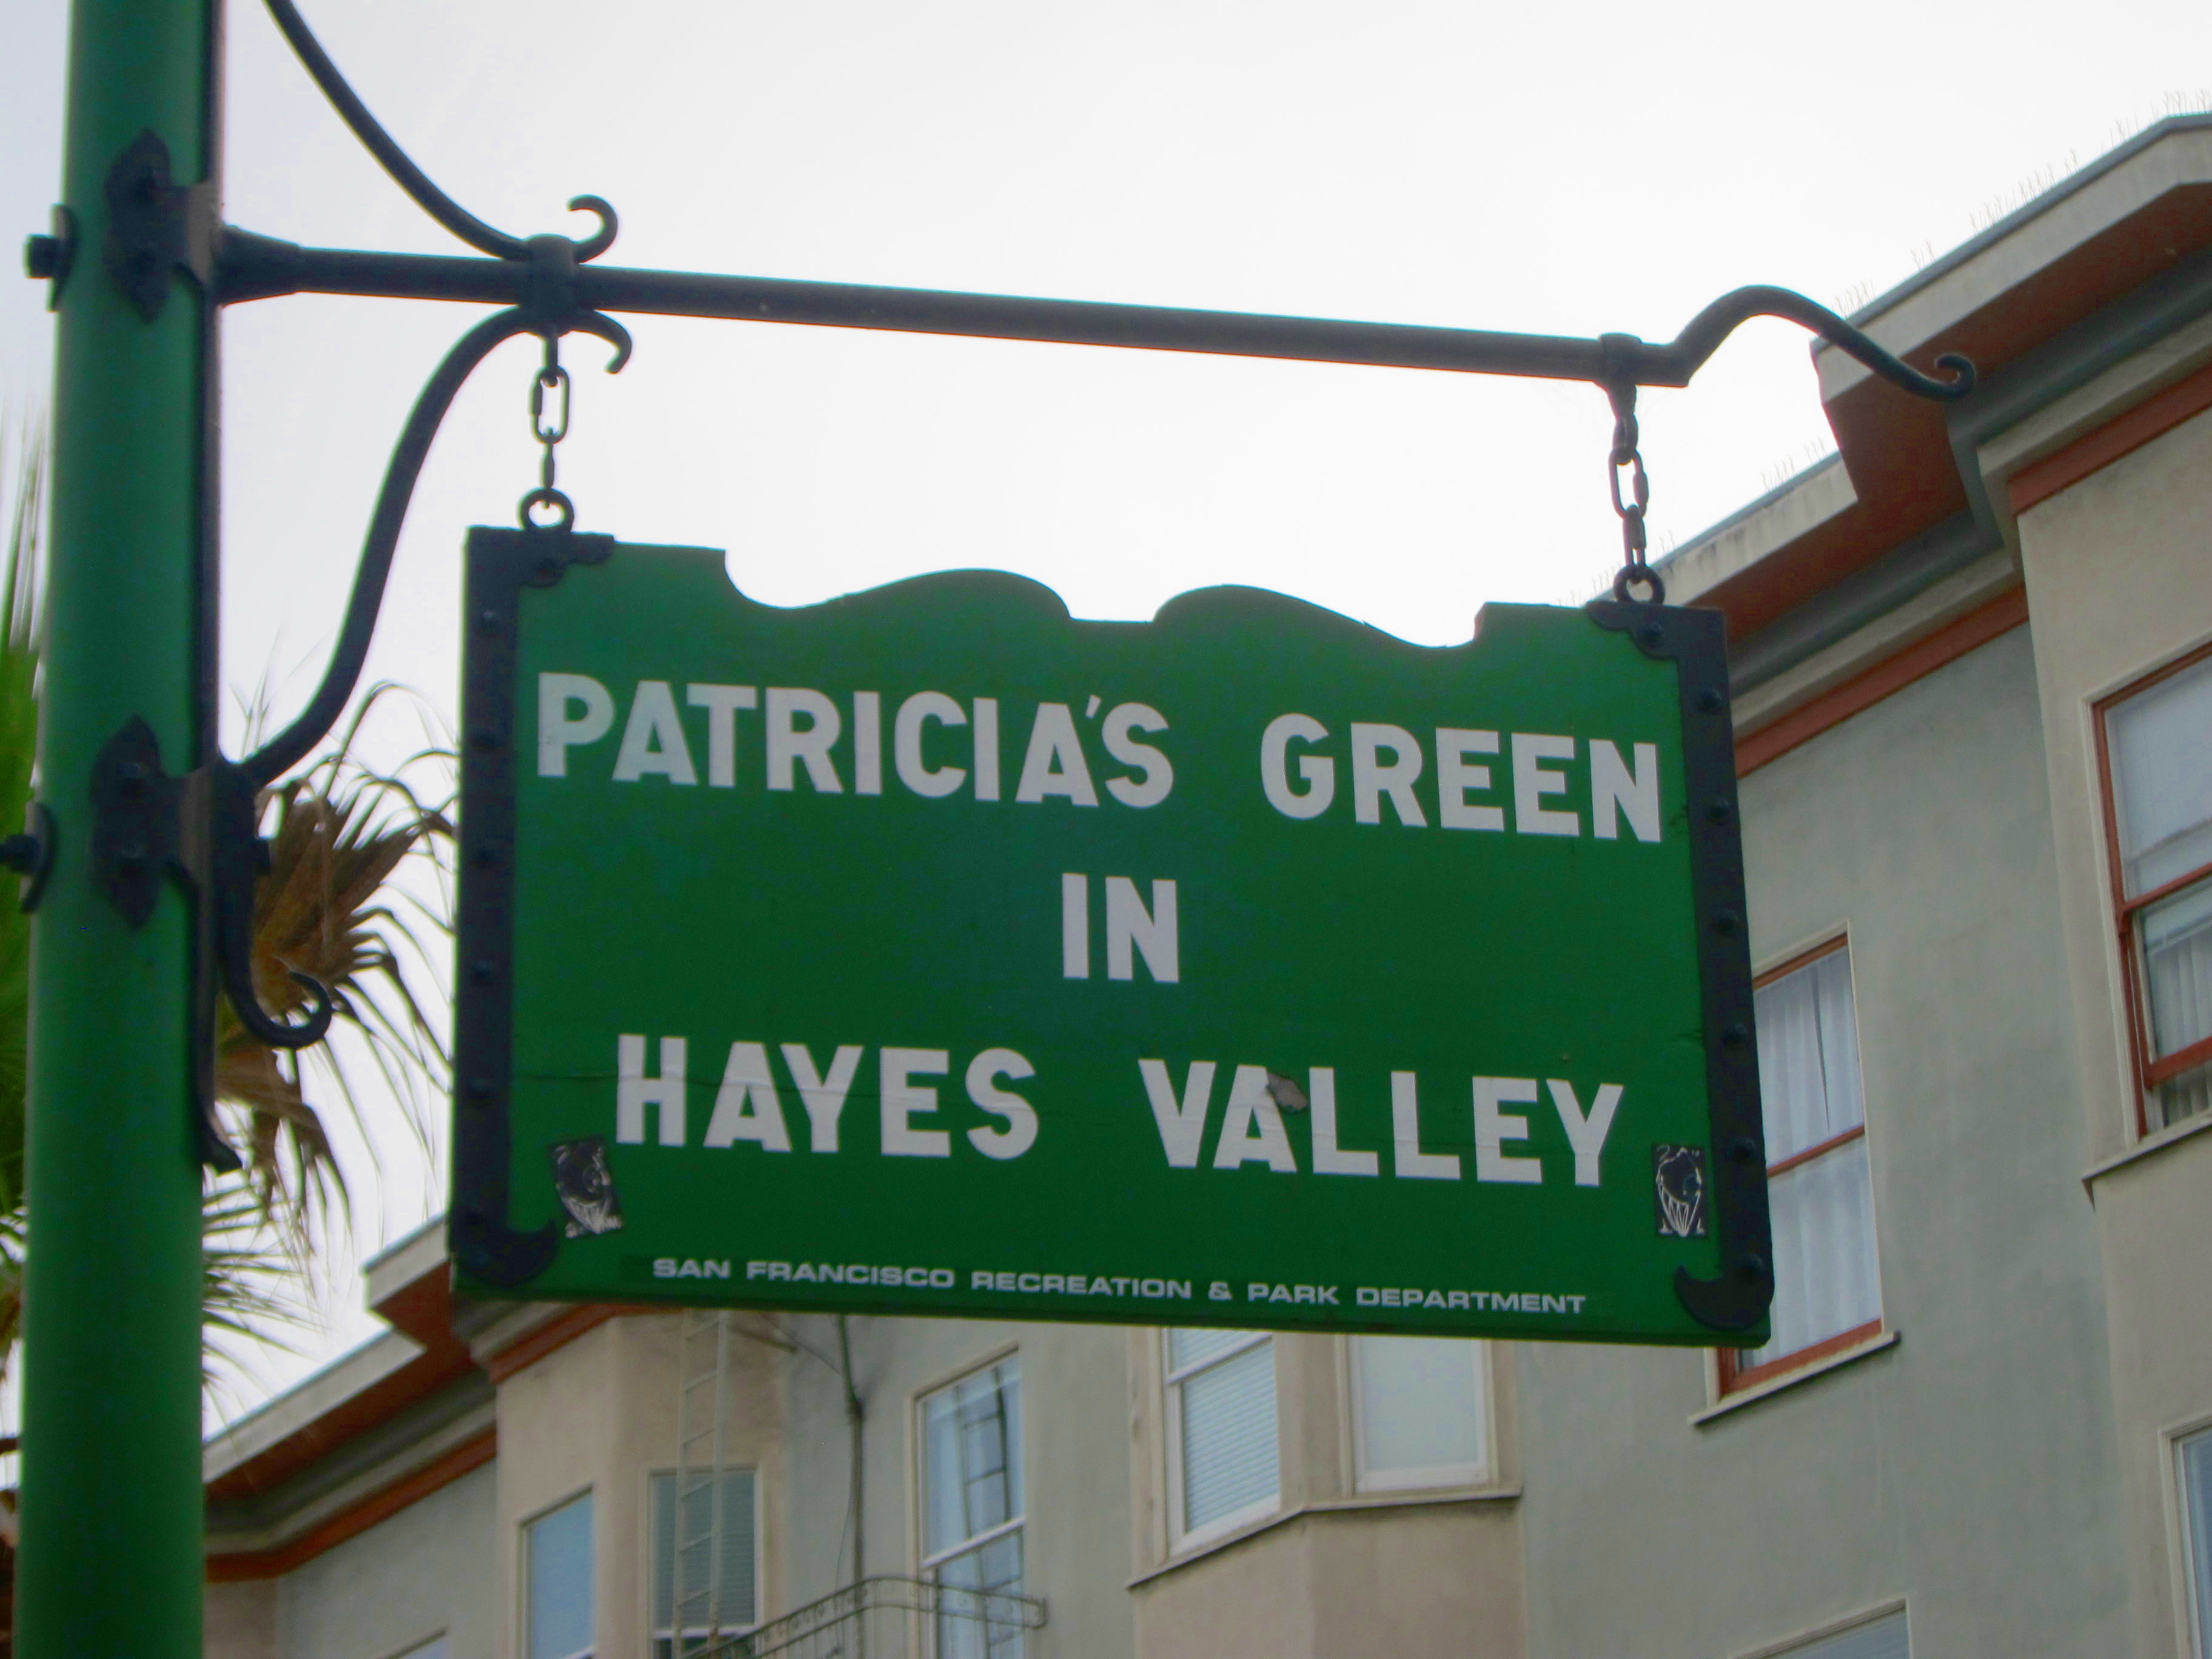 PATRICIA'S GREEN
IN
HAYES VALLEY
SAN FRANCISCO RECREATION & PARK DEPARTMENT